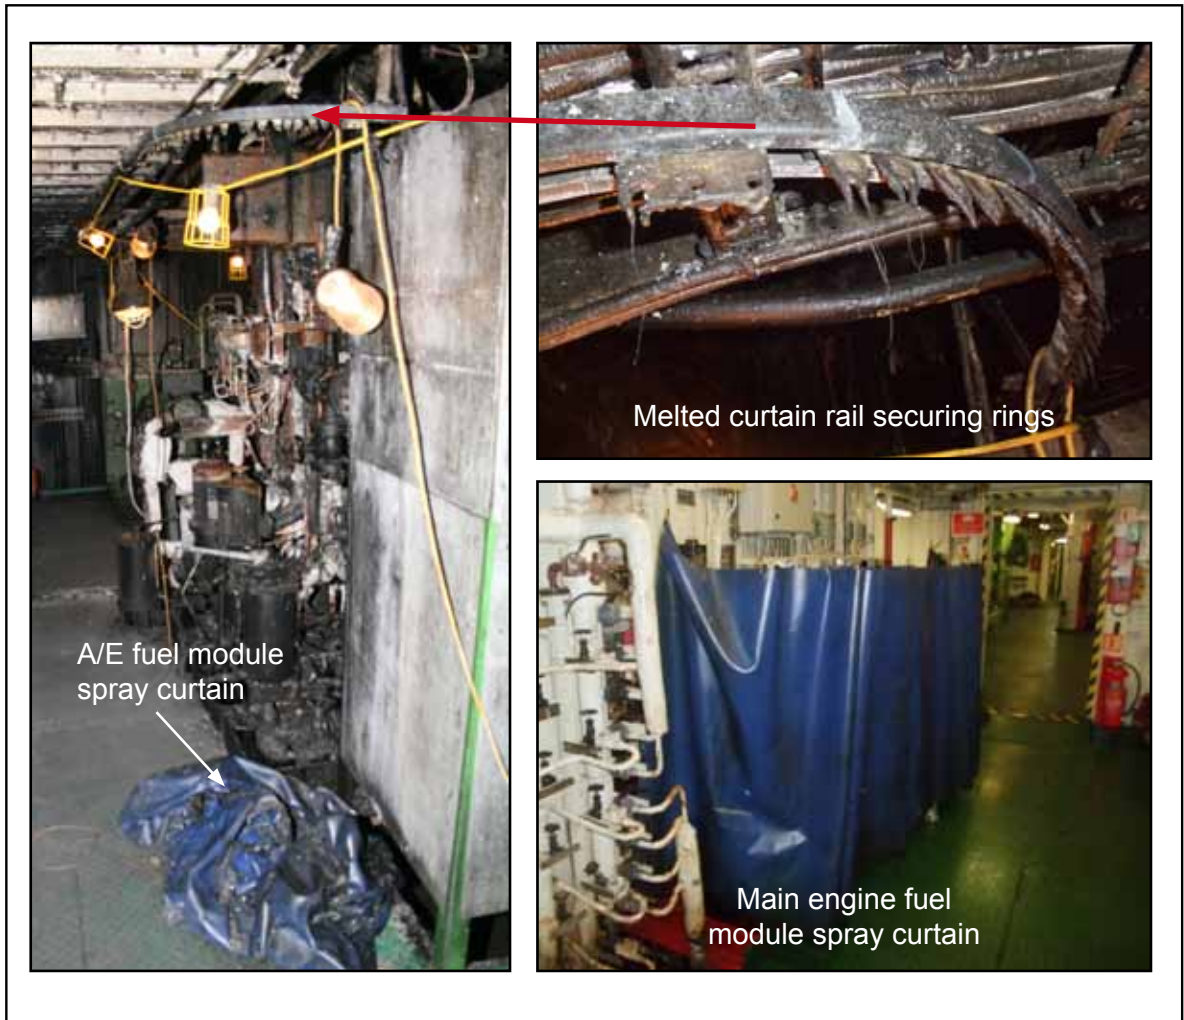 A/E fuel module
spray curtain
Melted curtain rail securing rings
Main engine fuel
module spray curtain